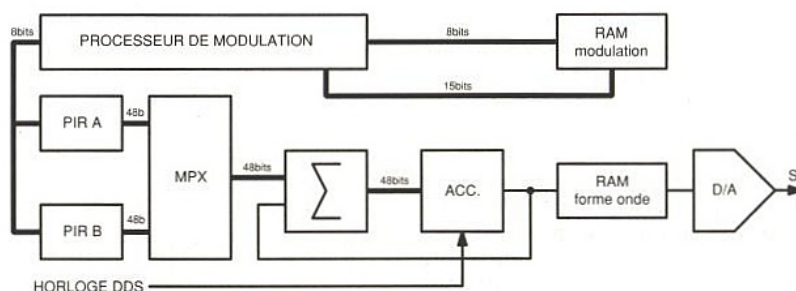 8bits
PROCESSEUR DE MODULATION
8bits
RAM
modulation
15bits
PIR A
48b
MPX
48bits
Σ
48bits
ACC.
RAM
forme onde
D/A
S
PIR B
48b
HORLOGE DDS